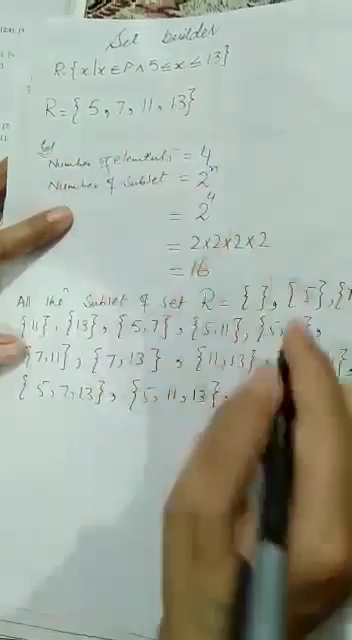 Set builder
R={x|x∈P∧5≤x≤13}
R={5,7,11,13}
Sol
Number of elements = 4
Number of subset = 2ⁿ
= 2⁴
= 2×2×2×2
= 16
All the subset of set R = { }, {5}, {
{11}, {13}, {5,7}, {5,11}, {5,
{7,11}, {7,13}, {11,13},
{5,7,13}, {5,11,13},